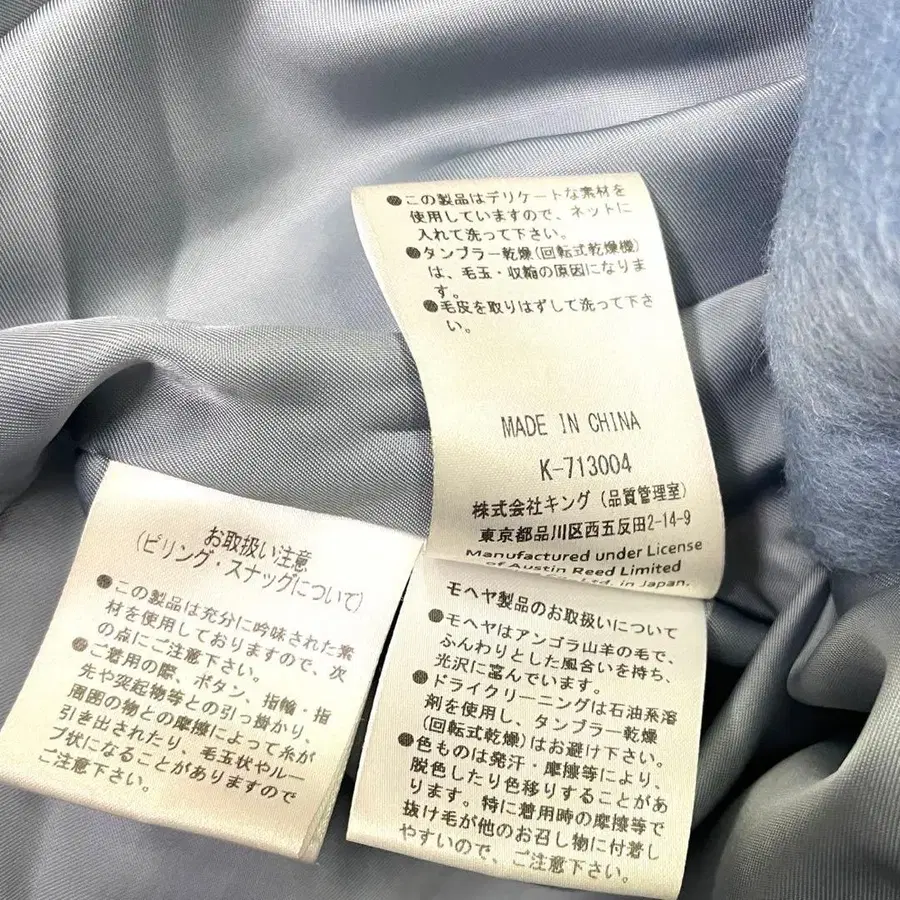 ●この製品はデリケートな素材を
使用していますので、ネットに
入れて洗って下さい。
●タンブラー乾燥(回転式乾燥機)
は、毛玉・収縮の原因になりま
す。
●毛皮を取りはずして洗って下さ
い。
MADE IN CHINA
K-713004
株式会社キング(品質管理室)
東京都品川区西五反田2-14-9
Manufactured under License
of Austin Reed Limited
Ltd. in Japan.
お取扱い注意
(ピリング・スナッグについて)
●この製品は充分に吟味された素
材を使用しておりますので、次
の点にご注意下さい。
●ご着用の際、ボタン、指輪・指
先や突起物等との引っ掛かり、
周囲の物との摩擦によって糸が
引き出されたり、毛玉状やルー
プ状になることがありますので
ご注意下さい。
モヘヤ製品のお取扱いについて
●モヘヤはアンゴラ山羊の毛で、
ふんわりとした風合いを持ち、
光沢に富んでいます。
●ドライクリーニングは石油系溶
剤を使用し、タンブラー乾燥
(回転式乾燥)はお避け下さい。
●色ものは発汗・摩擦等により、
脱色したり色移りすることがあ
ります。特に着用時の摩擦等で
抜け毛が他のお召し物に付着し
やすいので、ご注意下さい。